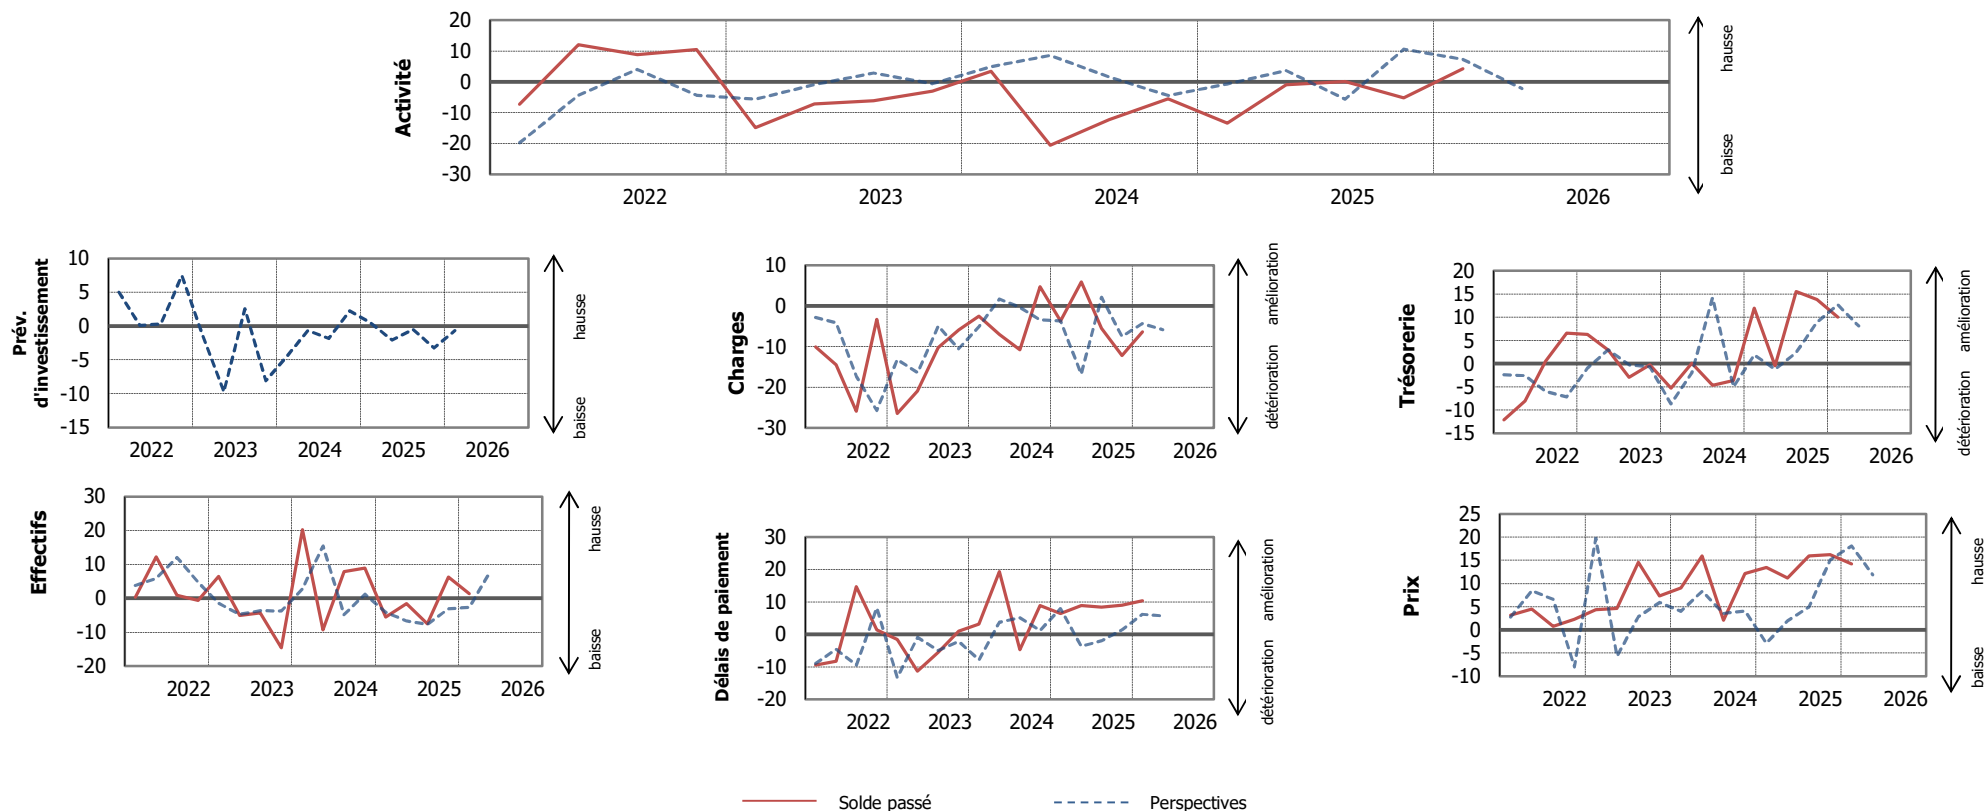 Activité
20
10
0
-10
-20
-30
2022 2023 2024 2025 2026
hausse
baisse
Prév.
d'investissement
10
5
0
-5
-10
-15
2022 2023 2024 2025 2026
hausse
baisse
Charges
10
0
-10
-20
-30
2022 2023 2024 2025 2026
amélioration
détérioration
Trésorerie
20
15
10
5
0
-5
-10
-15
2022 2023 2024 2025 2026
amélioration
détérioration
Effectifs
30
20
10
0
-10
-20
2022 2023 2024 2025 2026
hausse
baisse
Délais de paiement
30
20
10
0
-10
-20
2022 2023 2024 2025 2026
amélioration
détérioration
Prix
25
20
15
10
5
0
-5
-10
2022 2023 2024 2025 2026
hausse
baisse
Solde passé Perspectives